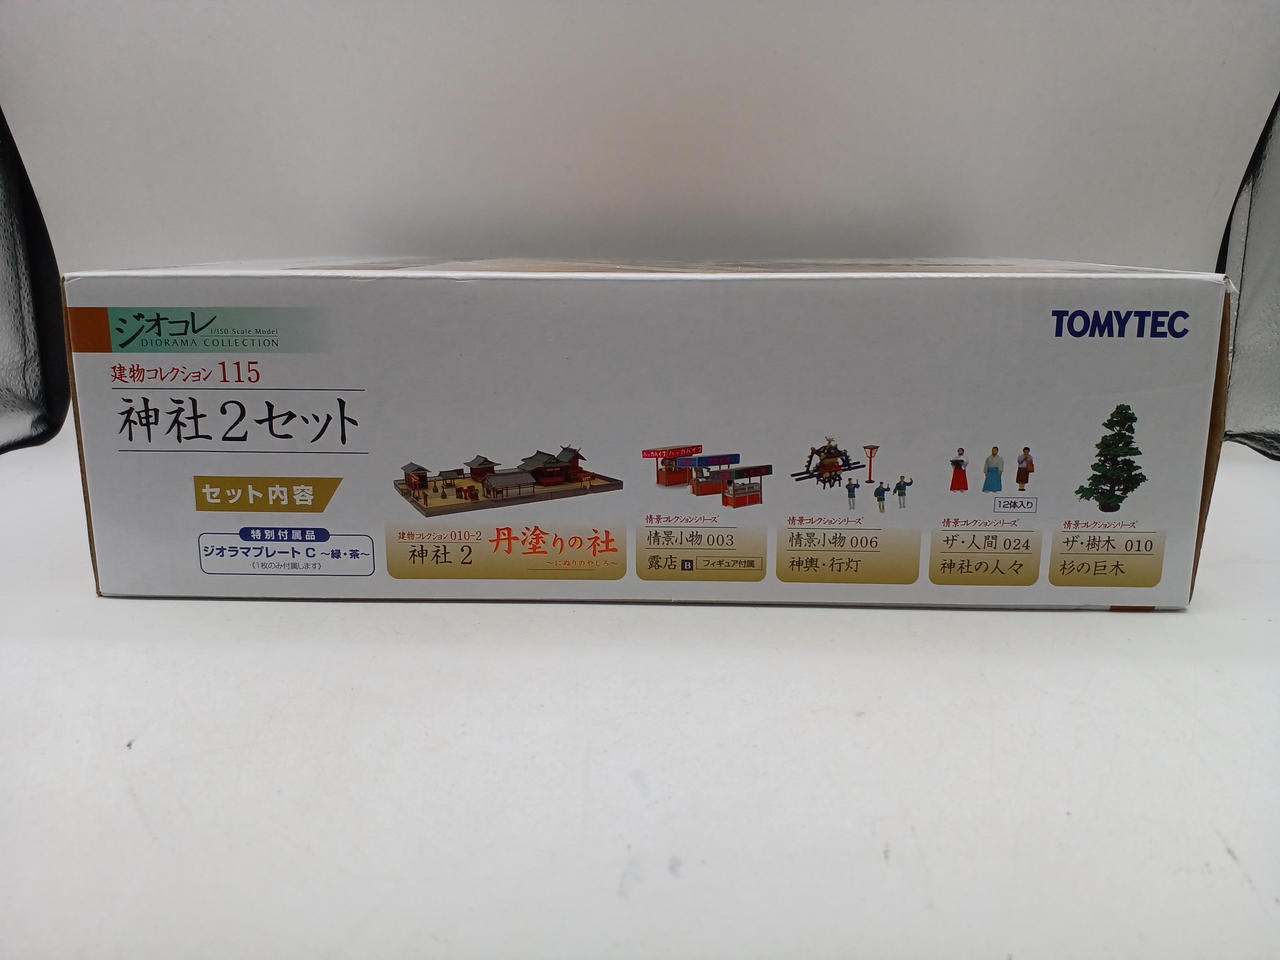 ジオコレ
1/150 Scale Model
DIORAMA COLLECTION
TOMYTEC
建物コレクション 115
神社2セット
セット内容
特別付属品
ジオラマプレート C ～緑・茶～
(1枚のみ付属します)
建物コレクション 010-2
神社 2
丹塗りの社
～にぬりのやしろ～
情景コレクションシリーズ
情景小物 003
露店 B フィギュア付属
情景コレクションシリーズ
情景小物 006
神輿・行灯
12体入り
情景コレクションシリーズ
ザ・人間 024
神社の人々
情景コレクションシリーズ
ザ・樹木 010
杉の巨木